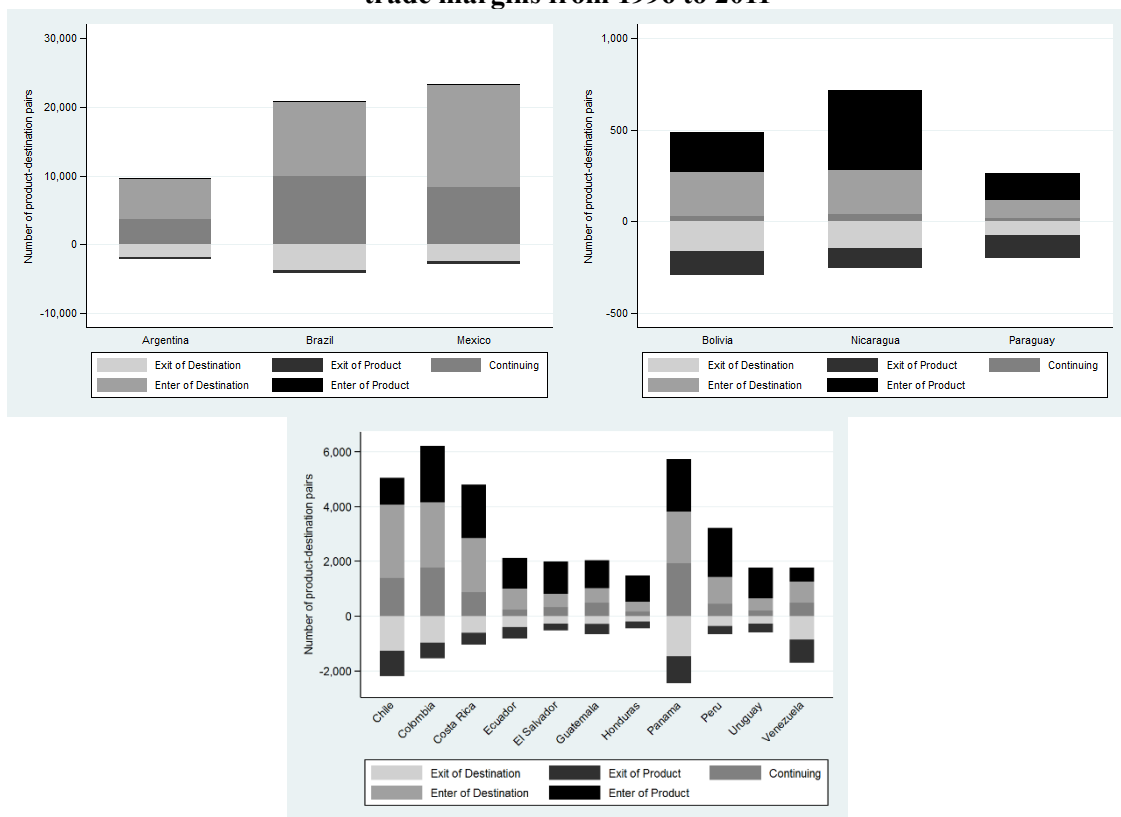 trade margins from 1996 to 2011
30,000
20,000
10,000
0
-10,000
Number of product-destination pairs
Argentina Brazil Mexico
Exit of Destination Exit of Product Continuing
Enter of Destination Enter of Product
1,000
500
0
-500
Number of product-destination pairs
Bolivia Nicaragua Paraguay
Exit of Destination Exit of Product Continuing
Enter of Destination Enter of Product
6,000
4,000
2,000
0
-2,000
Number of product-destination pairs
Chile Colombia Costa Rica Ecuador El Salvador Guatemala Honduras Panama Peru Uruguay Venezuela
Exit of Destination Exit of Product Continuing
Enter of Destination Enter of Product